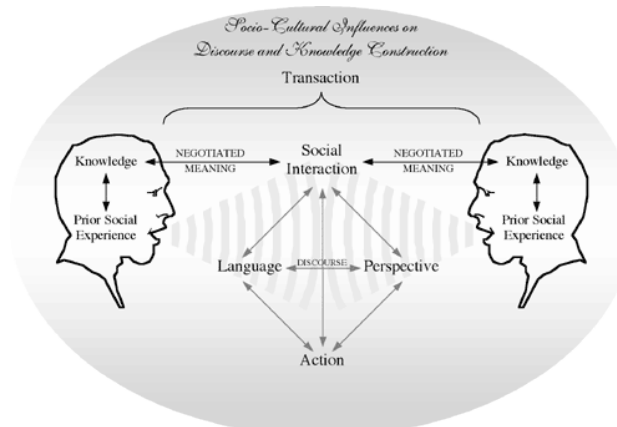 Socio-Cultural Influences on
Discourse and Knowledge Construction
Transaction
Knowledge
NEGOTIATED
MEANING
Social
Interaction
NEGOTIATED
MEANING
Knowledge
Prior Social
Experience
Prior Social
Experience
Language
DISCOURSE
Perspective
Action